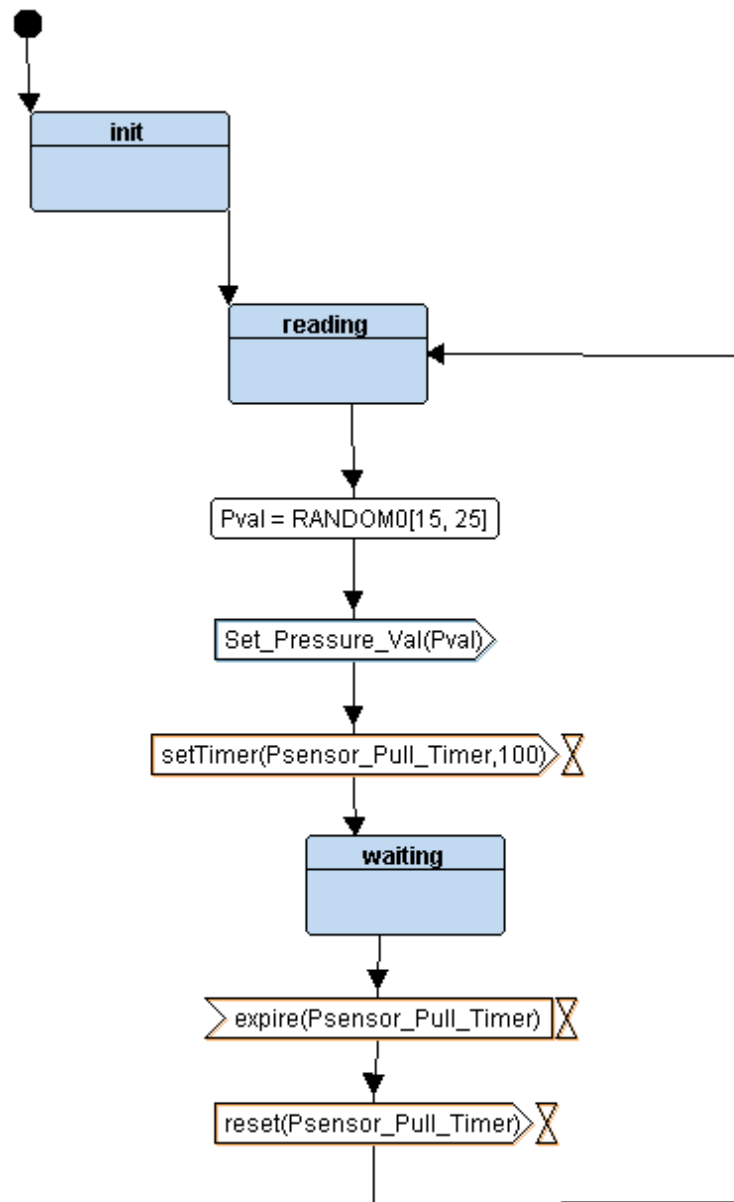 init
reading
Pval = RANDOM0[15, 25]
Set_Pressure_Val(Pval)
setTimer(Psensor_Pull_Timer,100)
waiting
expire(Psensor_Pull_Timer)
reset(Psensor_Pull_Timer)